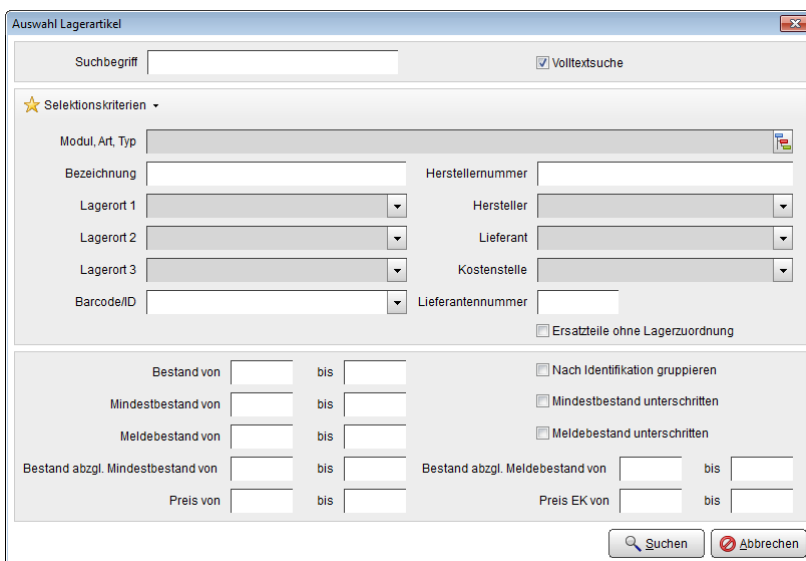 Auswahl Lagerartikel
Suchbegriff Volltextsuche
Selektionskriterien
Modul, Art, Typ
Bezeichnung Herstellernummer
Lagerort 1 Hersteller
Lagerort 2 Lieferant
Lagerort 3 Kostenstelle
Barcode/ID Lieferantennummer
Ersatzteile ohne Lagerzuordnung
Bestand von bis Nach Identifikation gruppieren
Mindestbestand von bis Mindestbestand unterschritten
Meldebestand von bis Meldebestand unterschritten
Bestand abzgl. Mindestbestand von bis Bestand abzgl. Meldebestand von bis
Preis von bis Preis EK von bis
Suchen Abbrechen